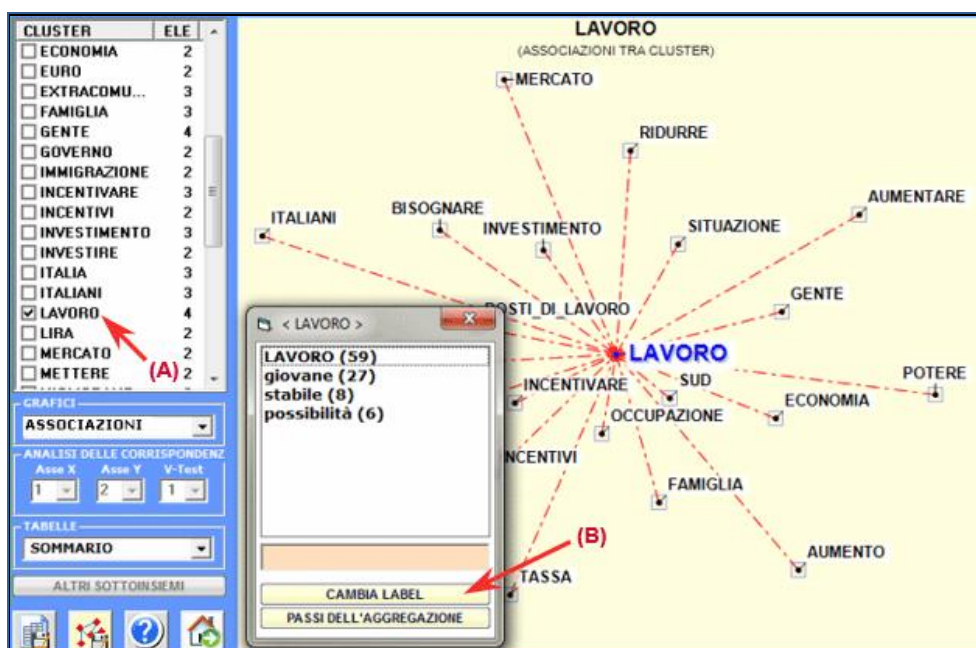 CLUSTER ELE
ECONOMIA 2
EURO 2
EXTRACOMU... 3
FAMIGLIA 3
GENTE 4
GOVERNO 2
IMMIGRAZIONE 2
INCENTIVARE 3
INCENTIVI 2
INVESTIMENTO 3
INVESTIRE 2
ITALIA 3
ITALIANI 3
LAVORO 4
LIRA 2
MERCATO 2
METTERE 2
(A)
GRAFICI
ASSOCIAZIONI
ANALISI DELLE CORRISPONDENZ
Asse X Asse Y V-Test
1 2 1
TABELLE
SOMMARIO
ALTRI SOTTOINSIEMI
LAVORO
(ASSOCIAZIONI TRA CLUSTER)
MERCATO
RIDURRE
AUMENTARE
BISOGNARE
ITALIANI
INVESTIMENTO
SITUAZIONE
GENTE
POSTI_DI_LAVORO
LAVORO
POTERE
SUD
INCENTIVARE
ECONOMIA
OCCUPAZIONE
NCENTIVI
FAMIGLIA
AUMENTO
TASSA
< LAVORO >
LAVORO (59)
giovane (27)
stabile (8)
possibilità (6)
(B)
CAMBIA LABEL
PASSI DELL'AGGREGAZIONE